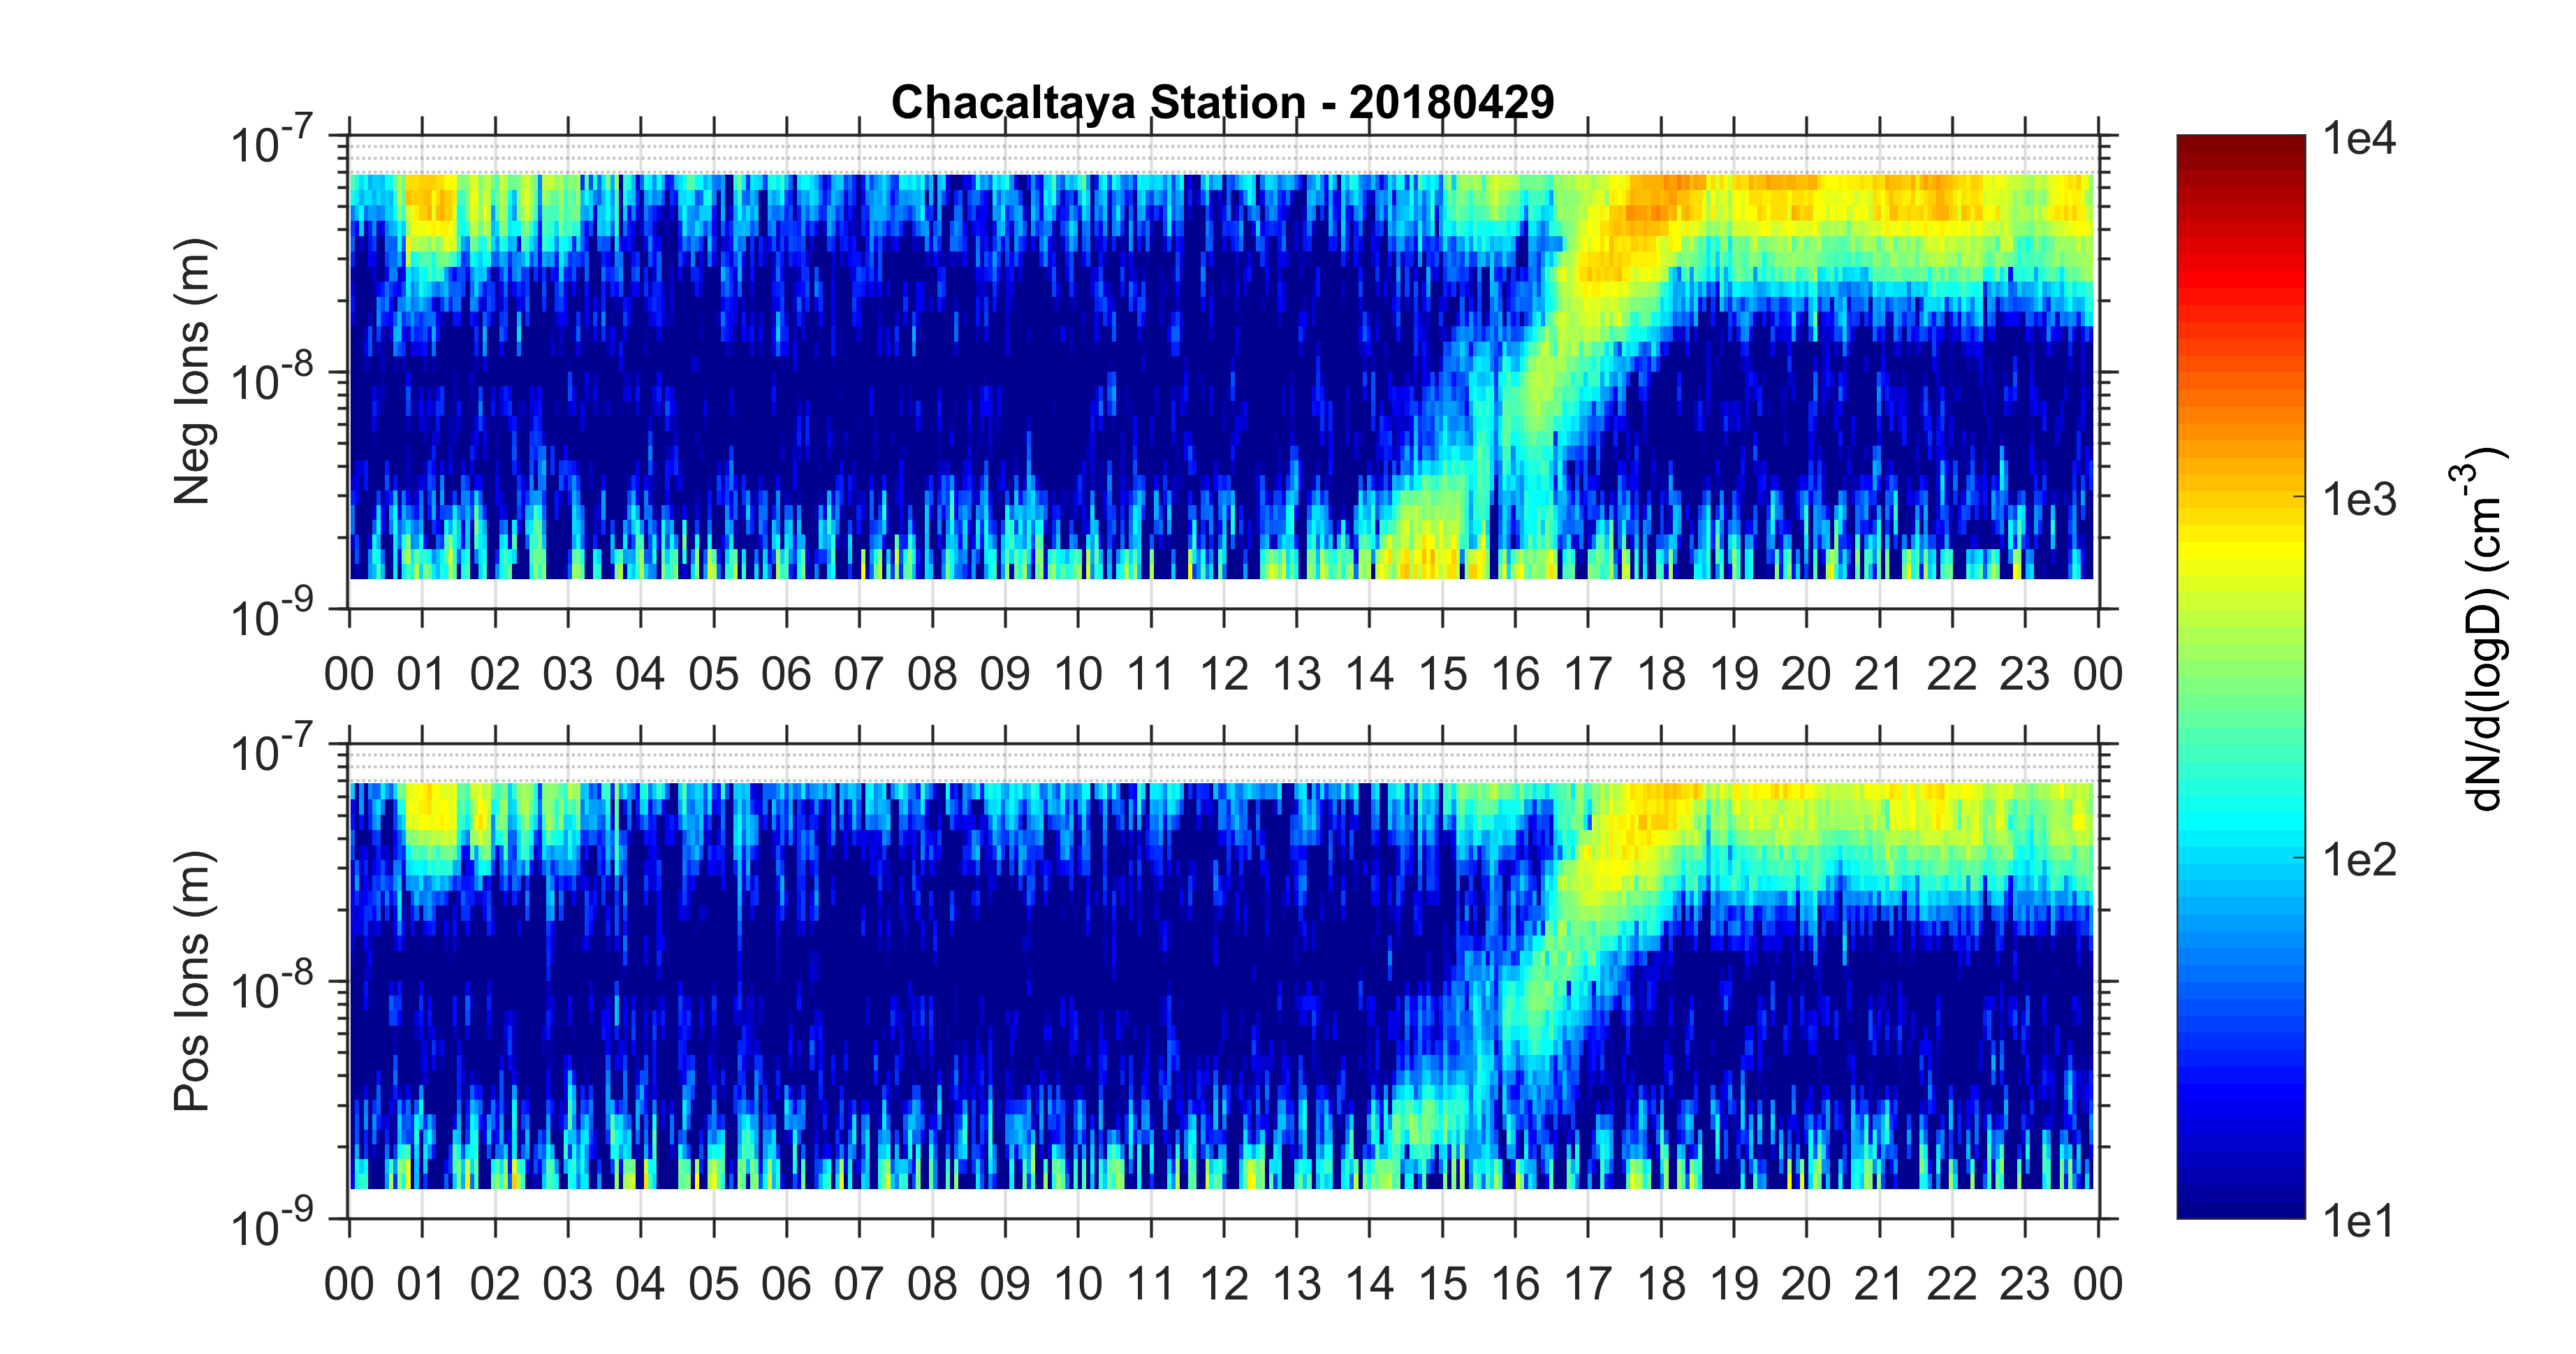 Chacaltaya Station - 20180429
10-7
10-8
10-9
Neg Ions (m)
00 01 02 03 04 05 06 07 08 09 10 11 12 13 14 15 16 17 18 19 20 21 22 23 00
10-7
10-8
10-9
Pos Ions (m)
00 01 02 03 04 05 06 07 08 09 10 11 12 13 14 15 16 17 18 19 20 21 22 23 00
1e4
1e3
1e2
1e1
dN/d(logD) (cm-3)